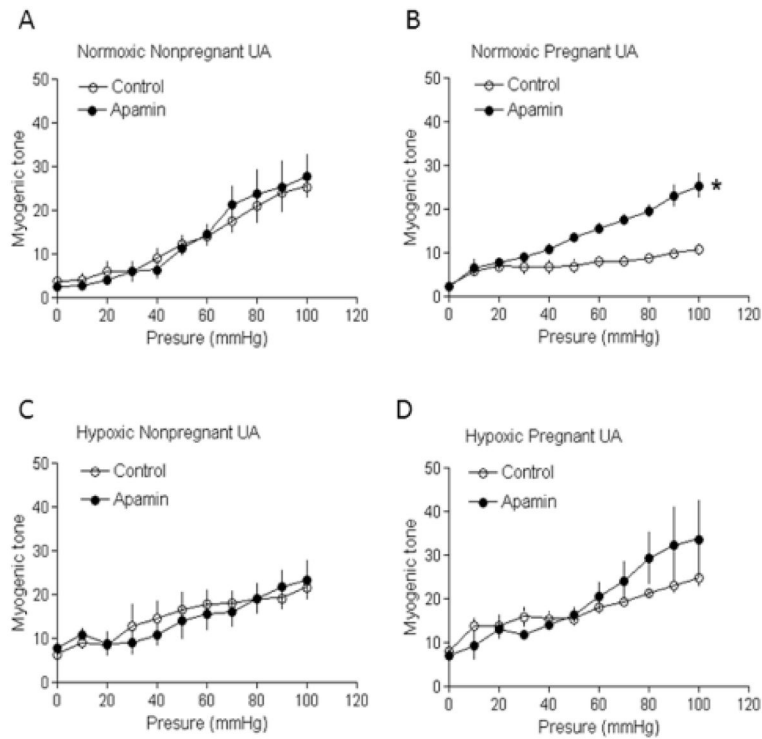 A
Normoxic Nonpregnant UA
Control
Apamin
Myogenic tone
50
40
30
20
10
0
0 20 40 60 80 100 120
Presure (mmHg)
B
Normoxic Pregnant UA
Control
Apamin
Myogenic tone
50
40
30
20
10
0
*
0 20 40 60 80 100 120
Presure (mmHg)
C
Hypoxic Nonpregnant UA
Control
Apamin
Myogenic tone
50
40
30
20
10
0
0 20 40 60 80 100 120
Presure (mmHg)
D
Hypoxic Pregnant UA
Control
Apamin
Myogenic tone
50
40
30
20
10
0
0 20 40 60 80 100 120
Presure (mmHg)